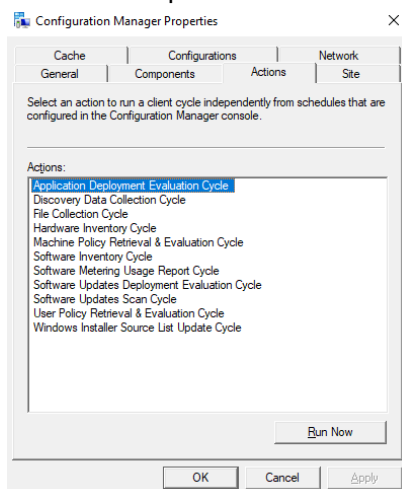 Configuration Manager Properties
Cache Configurations Network
General Components Actions Site
Select an action to run a client cycle independently from schedules that are
configured in the Configuration Manager console.
Actions:
Application Deployment Evaluation Cycle
Discovery Data Collection Cycle
File Collection Cycle
Hardware Inventory Cycle
Machine Policy Retrieval & Evaluation Cycle
Software Inventory Cycle
Software Metering Usage Report Cycle
Software Updates Deployment Evaluation Cycle
Software Updates Scan Cycle
User Policy Retrieval & Evaluation Cycle
Windows Installer Source List Update Cycle
Run Now
OK Cancel Apply